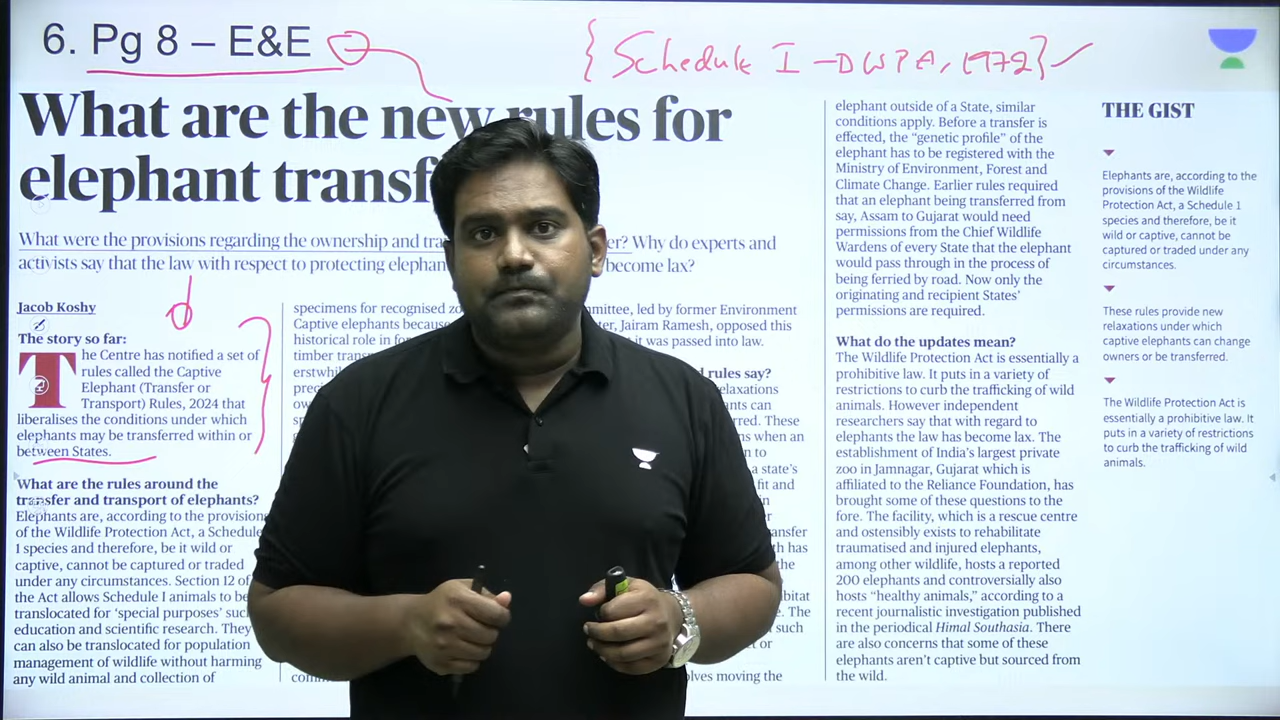 6. Pg 8 – E&E
{ Schedule I – WPA, 1972}
What are the new rules for
elephant
What were the provisions regarding the ownership and er? Why do experts and
activists say that the law with respect to protecting become lax?
Jacob Koshy
The story so far:
The Centre has notified a set of
rules called the Captive
Elephant (Transfer or
Transport) Rules, 2024 that
liberalises the conditions under which
elephants may be transferred within or
between States.
What are the rules around the
transfer and transport of elephants?
Elephants are, according to the provisions
of the Wildlife Protection Act, a Schedule
1 species and therefore, be it wild or
captive, cannot be captured or traded
under any circumstances. Section 12 of
the Act allows Schedule I animals to be
translocated for ‘special purposes’ such
education and scientific research. They
can also be translocated for population
management of wildlife without harming
any wild animal and collection of
specimens for recognised
Captive elephants because
historical role in
timber
mmittee, led by former Environment
Jairam Ramesh, opposed this
it was passed into law.
rules say?
elaxations
can
These
when an
to
a state’s
fit and
in
has
the
The
such
or
olves moving the
elephant outside of a State, similar
conditions apply. Before a transfer is
effected, the “genetic profile” of the
elephant has to be registered with the
Ministry of Environment, Forest and
Climate Change. Earlier rules required
that an elephant being transferred from
say, Assam to Gujarat would need
permissions from the Chief Wildlife
Wardens of every State that the elephant
would pass through in the process of
being ferried by road. Now only the
originating and recipient States’
permissions are required.
What do the updates mean?
The Wildlife Protection Act is essentially a
prohibitive law. It puts in a variety of
restrictions to curb the trafficking of wild
animals. However independent
researchers say that with regard to
elephants the law has become lax. The
establishment of India’s largest private
zoo in Jamnagar, Gujarat which is
affiliated to the Reliance Foundation, has
brought some of these questions to the
fore. The facility, which is a rescue centre
and ostensibly exists to rehabilitate
traumatised and injured elephants,
among other wildlife, hosts a reported
200 elephants and controversially also
hosts “healthy animals,” according to a
recent journalistic investigation published
in the periodical Himal Southasia. There
are also concerns that some of these
elephants aren’t captive but sourced from
the wild.
THE GIST
Elephants are, according to the
provisions of the Wildlife
Protection Act, a Schedule 1
species and therefore, be it
wild or captive, cannot be
captured or traded under any
circumstances.
These rules provide new
relaxations under which
captive elephants can change
owners or be transferred.
The Wildlife Protection Act is
essentially a prohibitive law. It
puts in a variety of restrictions
to curb the trafficking of wild
animals.